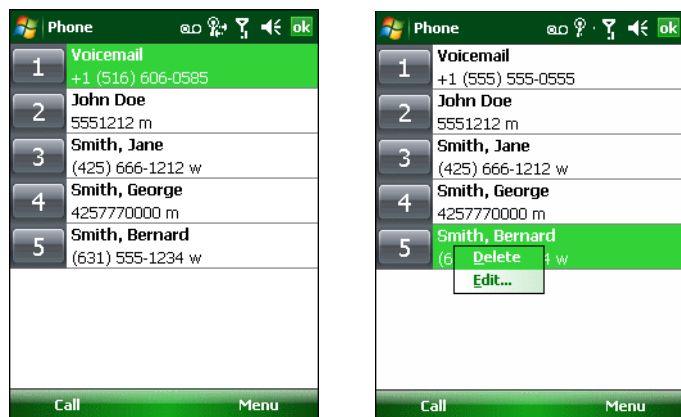 Phone ok
1 Voicemail
+1 (516) 606-0585
2 John Doe
5551212 m
3 Smith, Jane
(425) 666-1212 w
4 Smith, George
4257770000 m
5 Smith, Bernard
(631) 555-1234 w
Call Menu
Phone ok
1 Voicemail
+1 (555) 555-0555
2 John Doe
5551212 m
3 Smith, Jane
(425) 666-1212 w
4 Smith, George
4257770000 m
5 Smith, Bernard
(6 4 w
Delete
Edit...
Call Menu